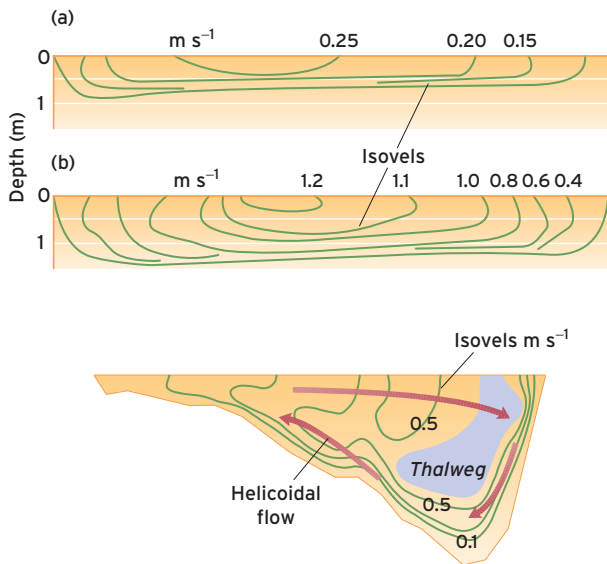 (a)
m s⁻¹ 0.25 0.20 0.15
0
1
Depth (m)
Isovels
(b)
m s⁻¹ 1.2 1.1 1.0 0.8 0.6 0.4
0
1
Isovels m s⁻¹
0.5
Thalweg
Helicoidal
flow
0.5
0.1